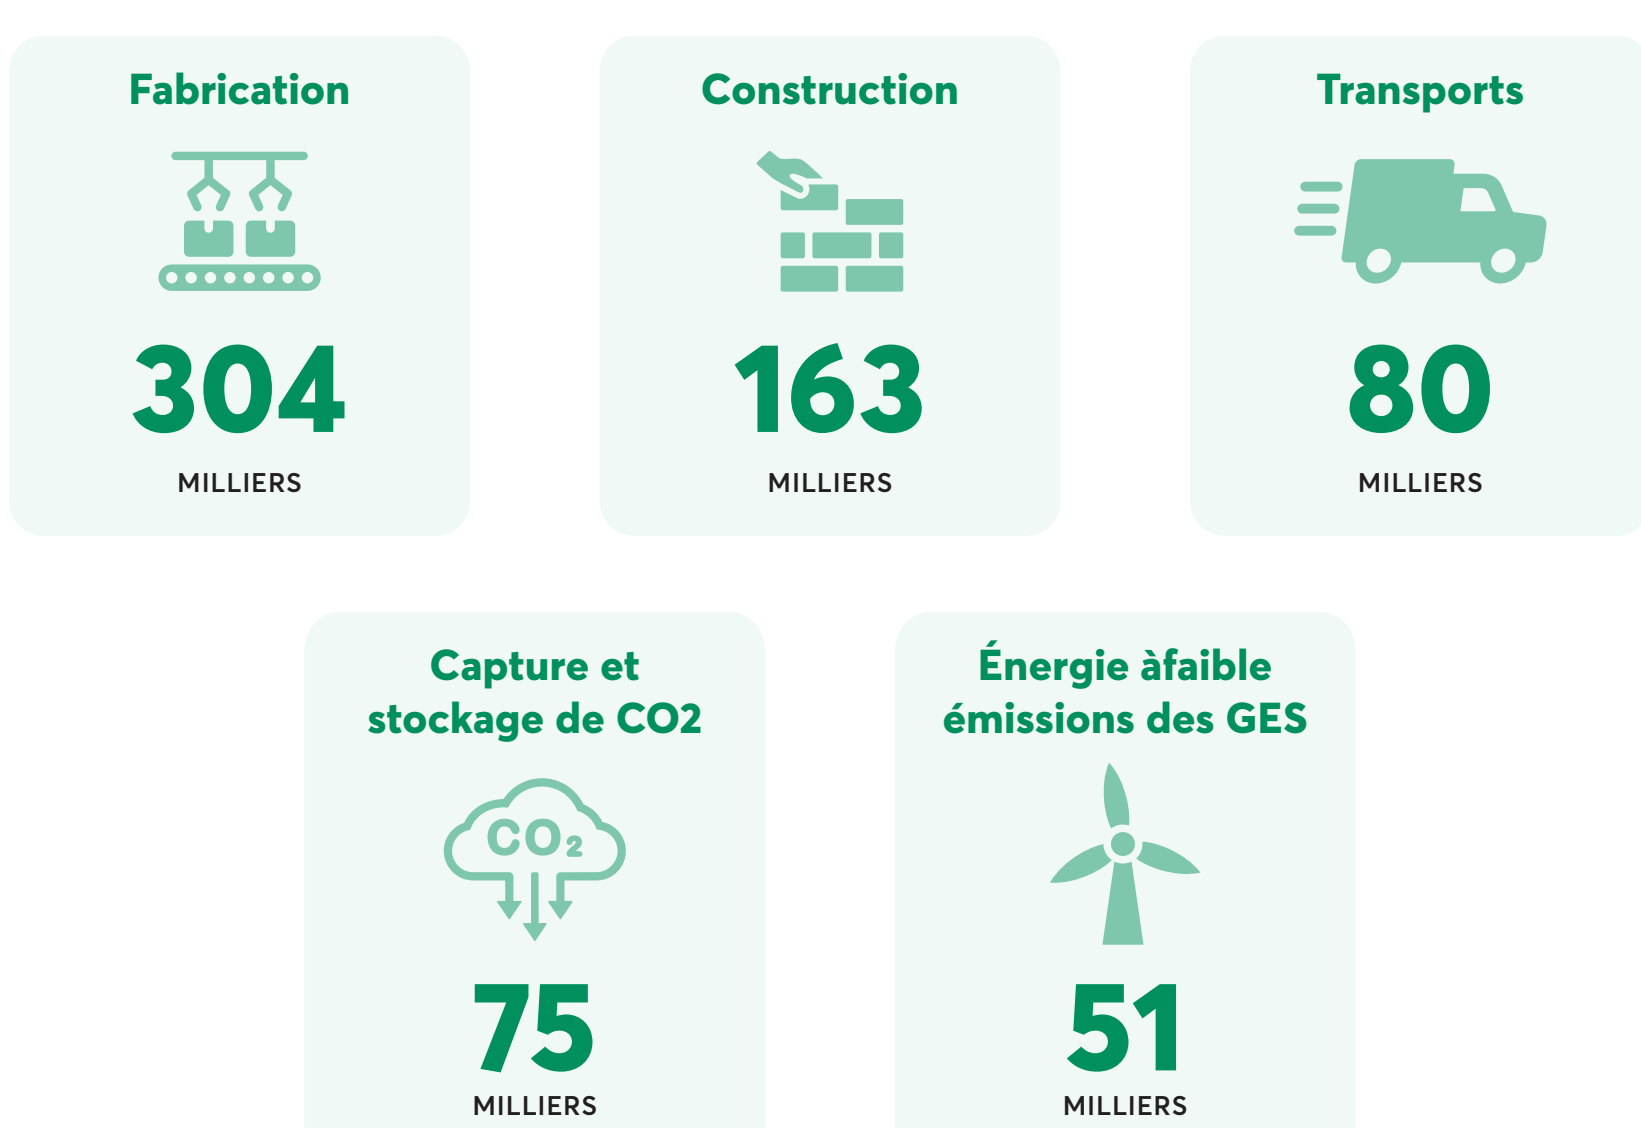 Fabrication
304
MILLIERS
Construction
163
MILLIERS
Transports
80
MILLIERS
Capture et
stockage de CO2
CO₂
75
MILLIERS
Énergie àfaible
émissions des GES
51
MILLIERS